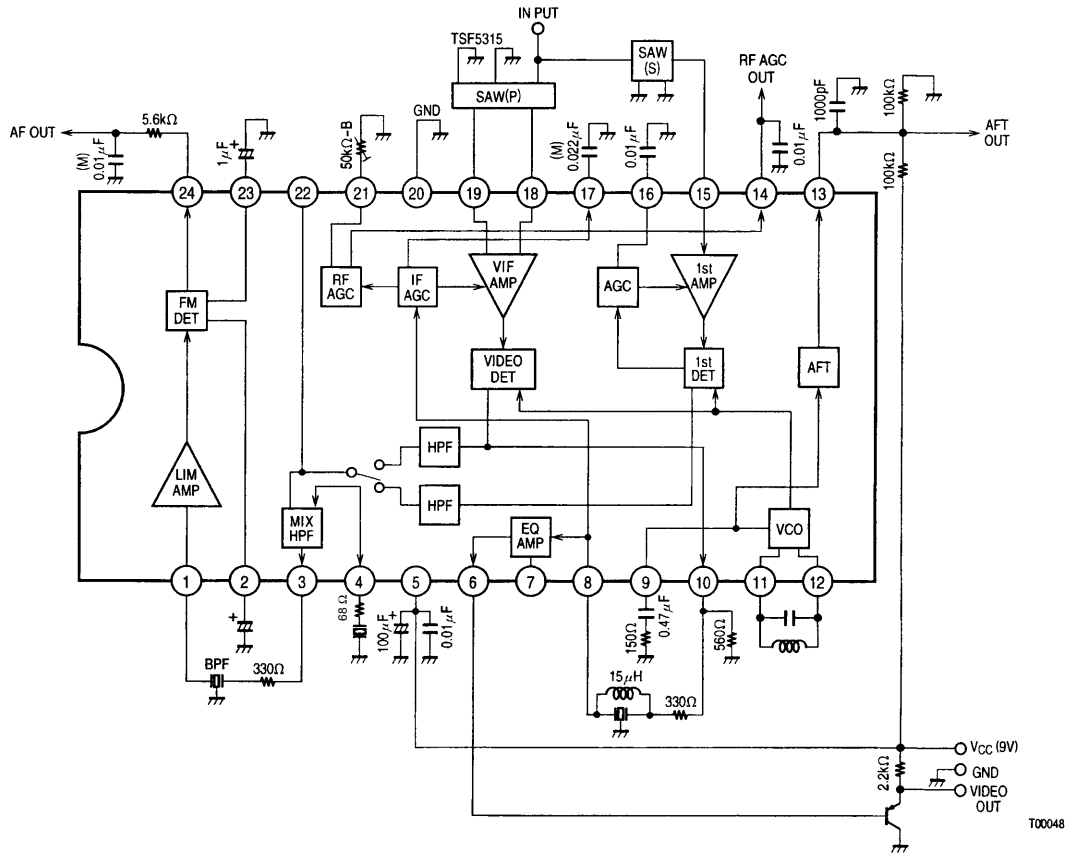 IN PUT
TSF5315
SAW
(S)
RF AGC
OUT
SAW(P)
GND
1000pF
100kΩ
AF OUT
5.6kΩ
(M)
0.01μF
1μF
+
50kΩ-B
(M)
0.022μF
0.01μF
0.01μF
AFT
OUT
100kΩ
24
23
22
21
20
19
18
17
16
15
14
13
RF
AGC
IF
AGC
VIF
AMP
AGC
1st
AMP
FM
DET
VIDEO
DET
1st
DET
AFT
HPF
LIM
AMP
HPF
MIX
HPF
EQ
AMP
VCO
1
2
3
4
5
6
7
8
9
10
11
12
+
68Ω
100μF
+
0.01μF
150Ω
0.47μF
560Ω
BPF
330Ω
15μH
330Ω
VCC (9V)
2.2kΩ
GND
VIDEO
OUT
T00048